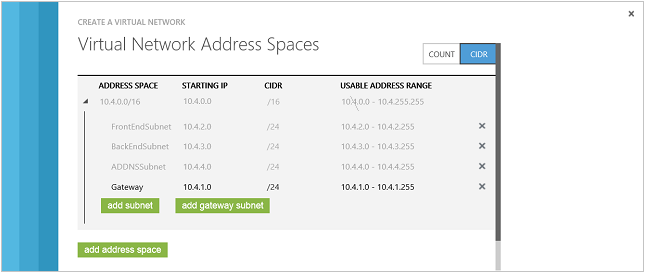 CREATE A VIRTUAL NETWORK
Virtual Network Address Spaces
COUNT CIDR
ADDRESS SPACE STARTING IP CIDR USABLE ADDRESS RANGE
10.4.0.0/16 10.4.0.0 /16 10.4.0.0 - 10.4.255.255
FrontEndSubnet 10.4.2.0 /24 10.4.2.0 - 10.4.2.255
BackEndSubnet 10.4.3.0 /24 10.4.3.0 - 10.4.3.255
ADDNSSubnet 10.4.4.0 /24 10.4.4.0 - 10.4.4.255
Gateway 10.4.1.0 /24 10.4.1.0 - 10.4.1.255
add subnet add gateway subnet
add address space